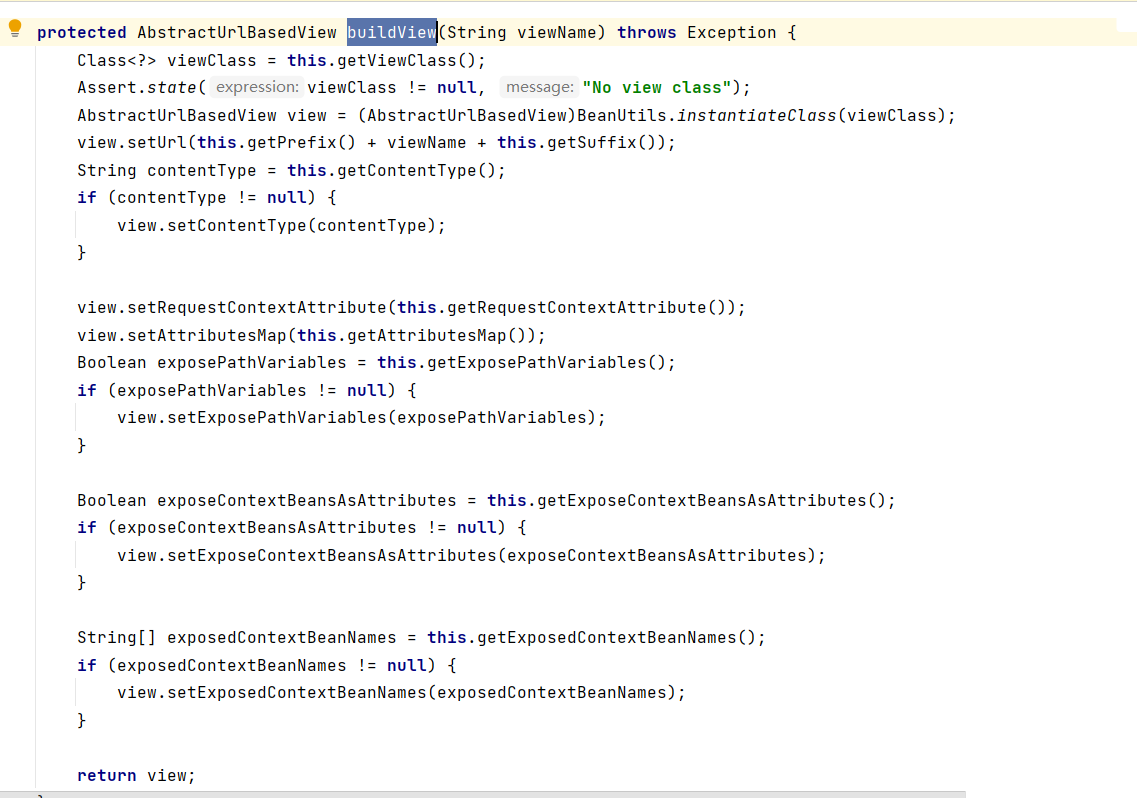 protected AbstractUrlBasedView buildView(String viewName) throws Exception {
Class<?> viewClass = this.getViewClass();
Assert.state( expression: viewClass != null, message: "No view class");
AbstractUrlBasedView view = (AbstractUrlBasedView)BeanUtils.instantiateClass(viewClass);
view.setUrl(this.getPrefix() + viewName + this.getSuffix());
String contentType = this.getContentType();
if (contentType != null) {
view.setContentType(contentType);
}
view.setRequestContextAttribute(this.getRequestContextAttribute());
view.setAttributesMap(this.getAttributesMap());
Boolean exposePathVariables = this.getExposePathVariables();
if (exposePathVariables != null) {
view.setExposePathVariables(exposePathVariables);
}
Boolean exposeContextBeansAsAttributes = this.getExposeContextBeansAsAttributes();
if (exposeContextBeansAsAttributes != null) {
view.setExposeContextBeansAsAttributes(exposeContextBeansAsAttributes);
}
String[] exposedContextBeanNames = this.getExposedContextBeanNames();
if (exposedContextBeanNames != null) {
view.setExposedContextBeanNames(exposedContextBeanNames);
}
return view;